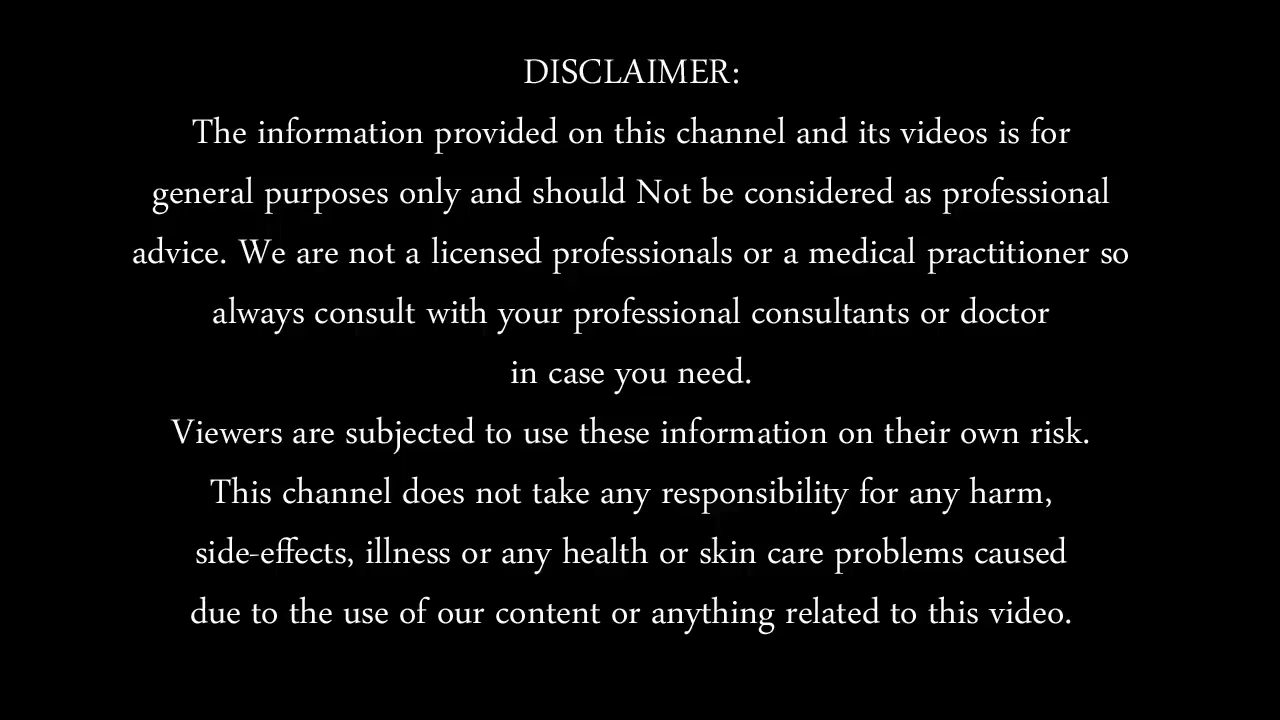 DISCLAIMER:
The information provided on this channel and its videos is for
general purposes only and should Not be considered as professional
advice. We are not a licensed professionals or a medical practitioner so
always consult with your professional consultants or doctor
in case you need.
Viewers are subjected to use these information on their own risk.
This channel does not take any responsibility for any harm,
side-effects, illness or any health or skin care problems caused
due to the use of our content or anything related to this video.